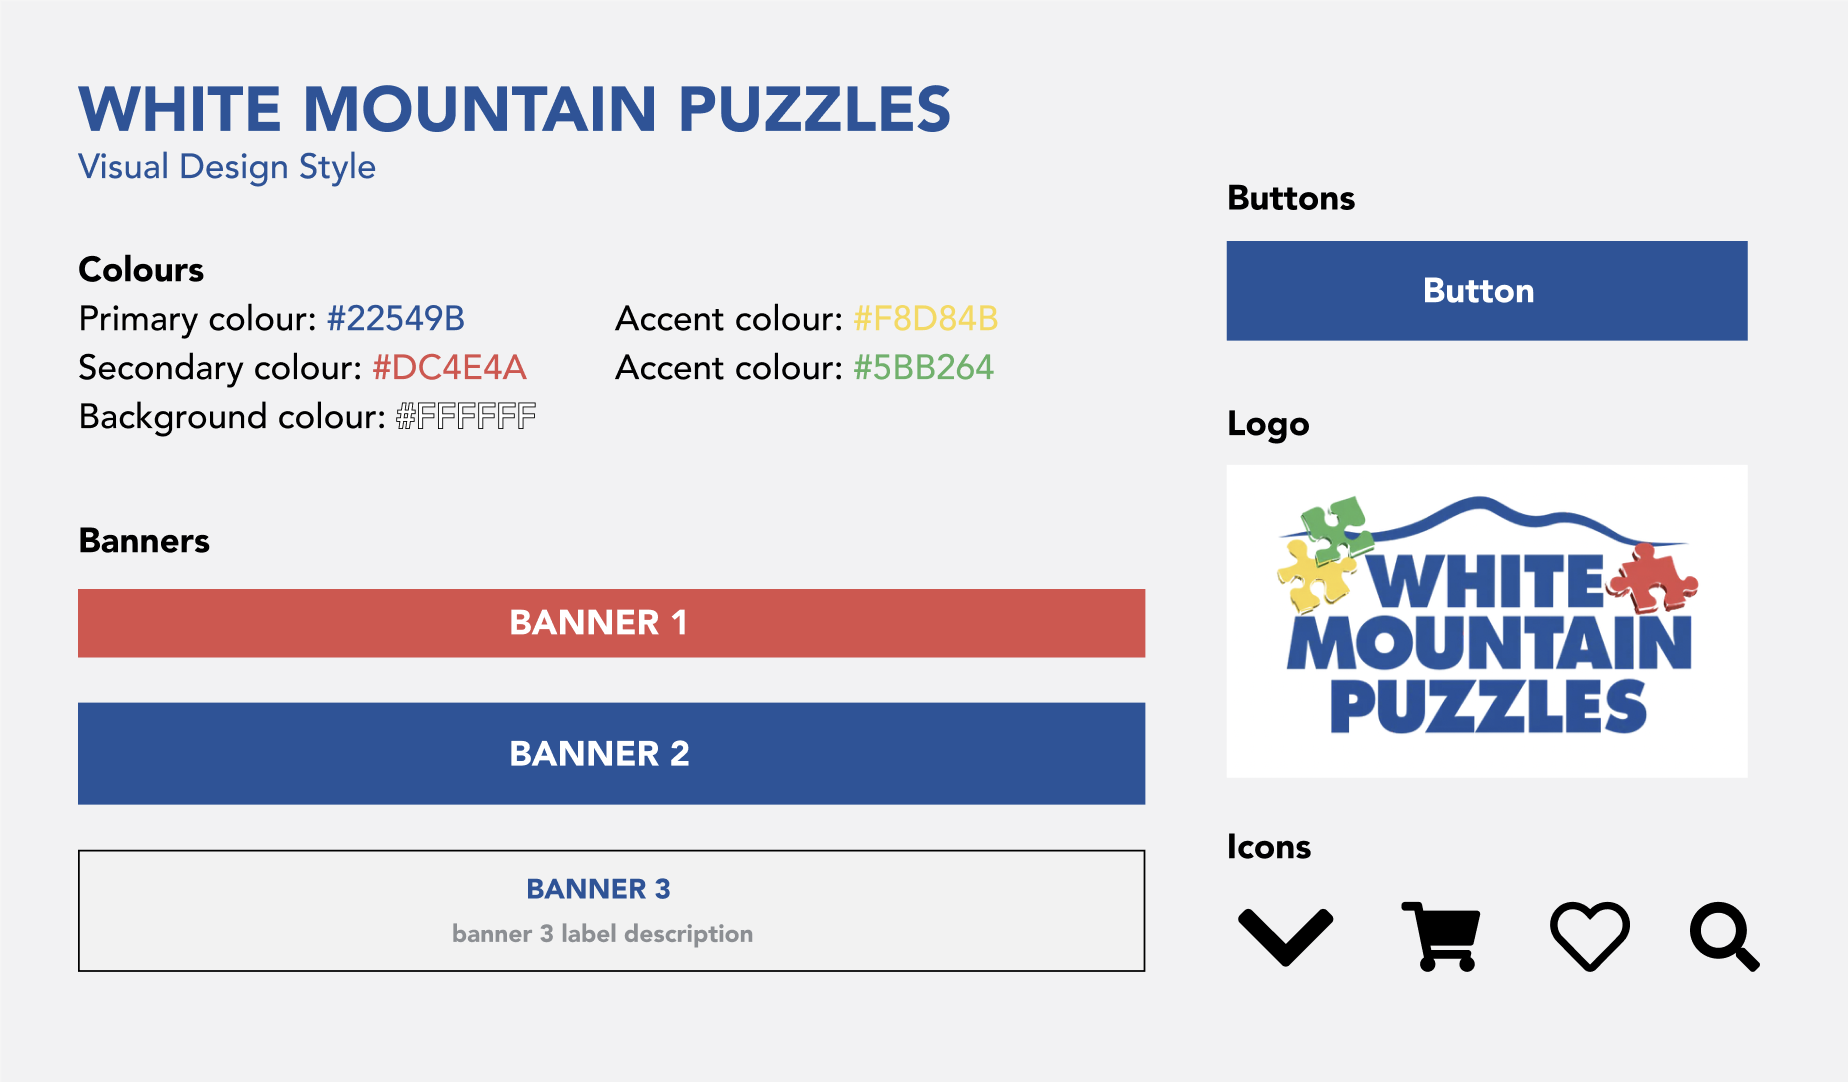 WHITE MOUNTAIN PUZZLES
Visual Design Style
Colours
Primary colour: #22549B
Secondary colour: #DC4E4A
Background colour: #FFFFFF
Accent colour: #F8D84B
Accent colour: #5BB264
Banners
BANNER 1
BANNER 2
BANNER 3
banner 3 label description
Buttons
Button
Logo
WHITE
MOUNTAIN
PUZZLES
Icons